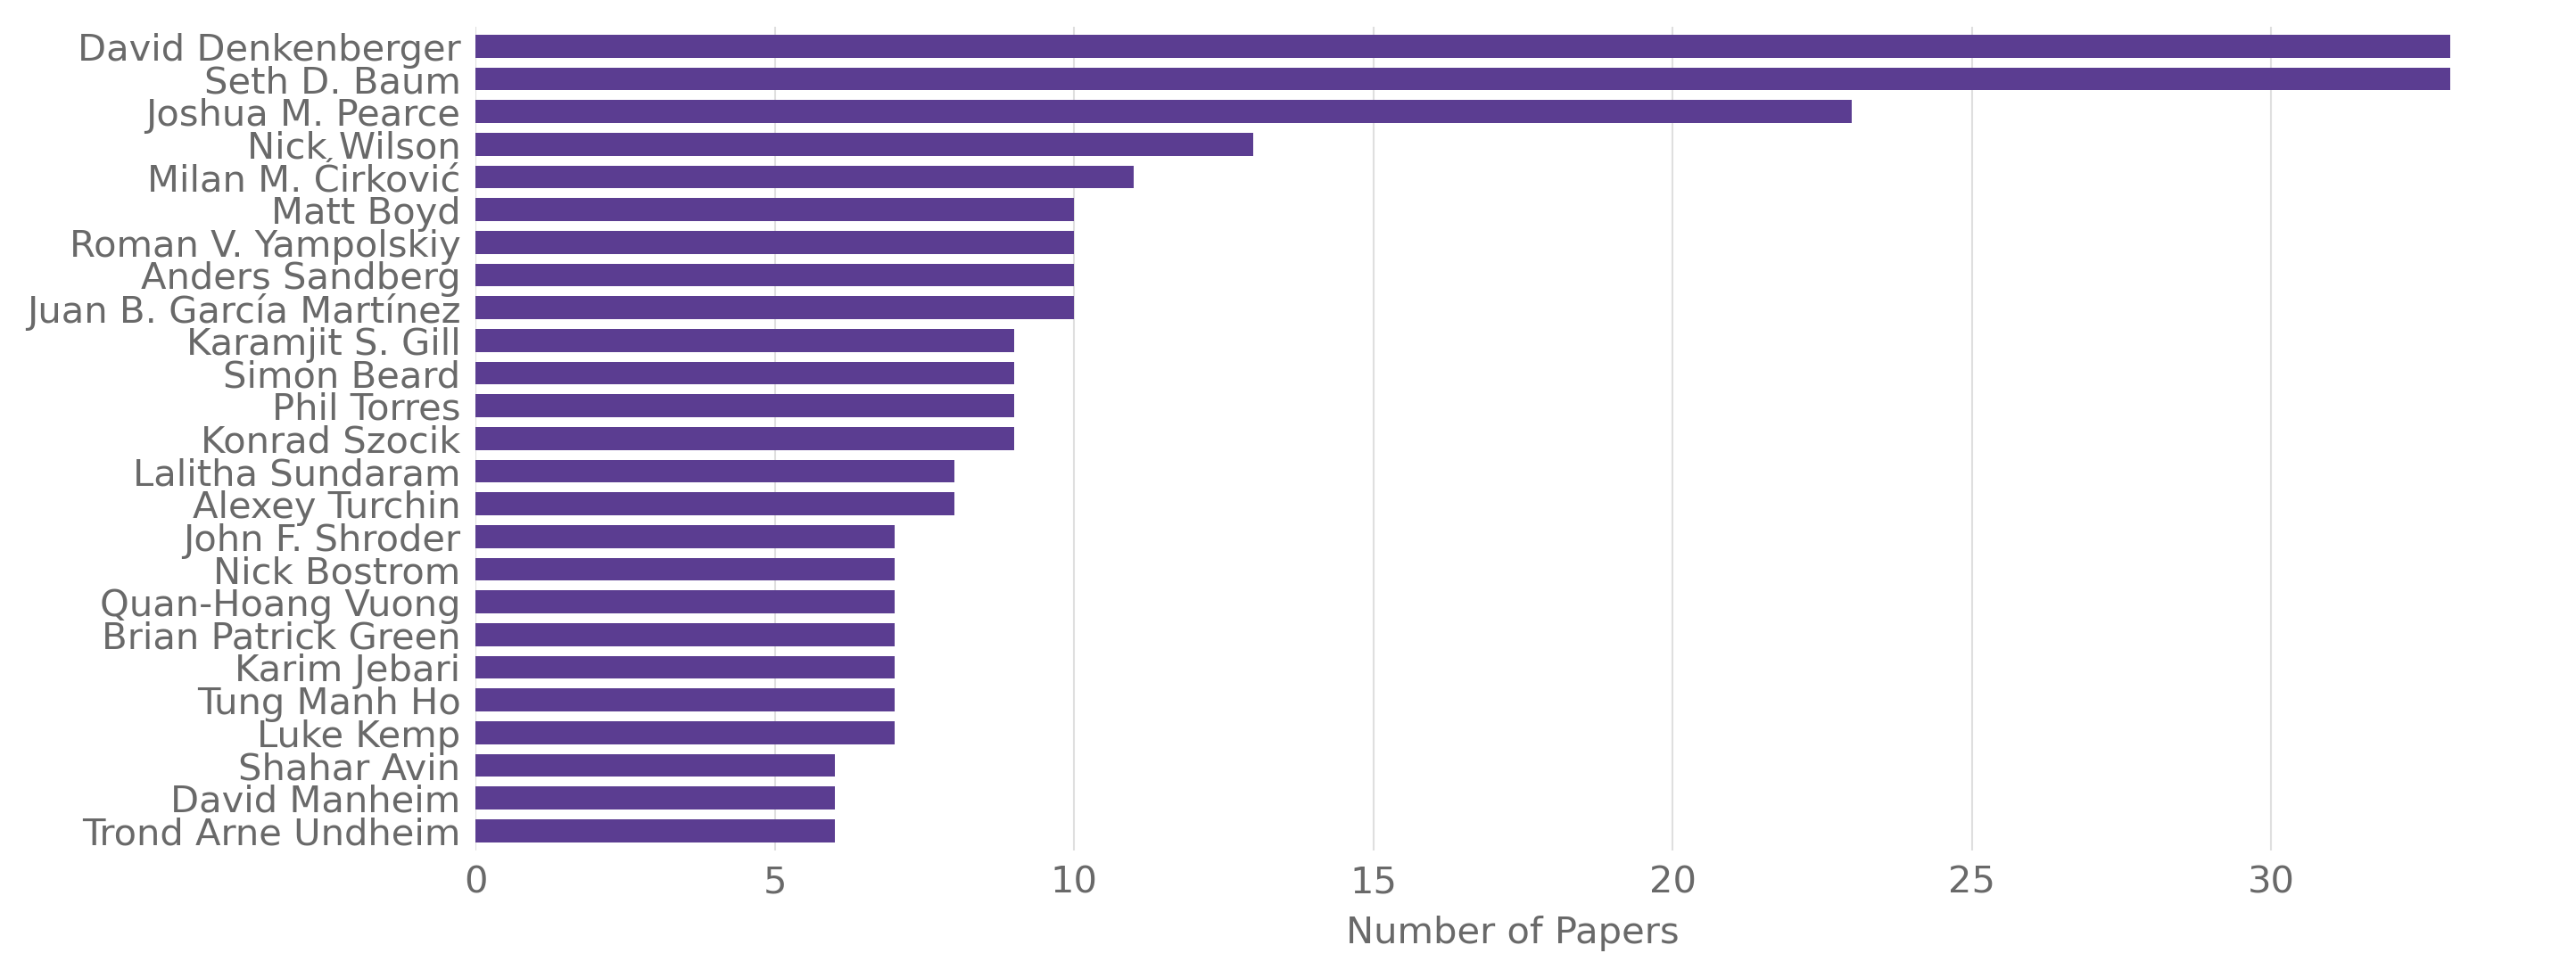 David Denkenberger
Seth D. Baum
Joshua M. Pearce
Nick Wilson
Milan M. Ćirković
Matt Boyd
Roman V. Yampolskiy
Anders Sandberg
Juan B. García Martínez
Karamjit S. Gill
Simon Beard
Phil Torres
Konrad Szocik
Lalitha Sundaram
Alexey Turchin
John F. Shroder
Nick Bostrom
Quan-Hoang Vuong
Brian Patrick Green
Karim Jebari
Tung Manh Ho
Luke Kemp
Shahar Avin
David Manheim
Trond Arne Undheim
0 5 10 15 20 25 30
Number of Papers